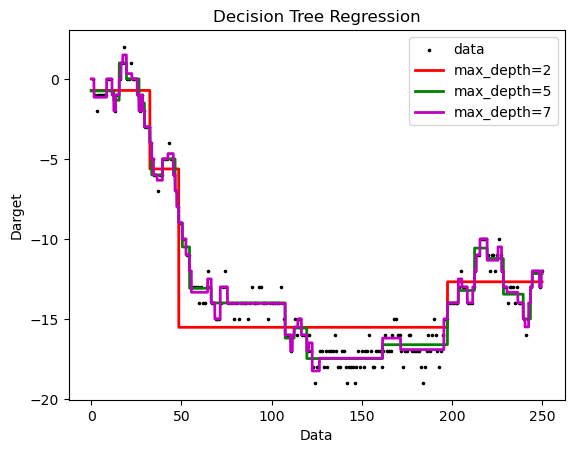 Decision Tree Regression
data
max_depth=2
max_depth=5
max_depth=7
0
−5
−10
−15
−20
Darget
0
50
100
150
200
250
Data